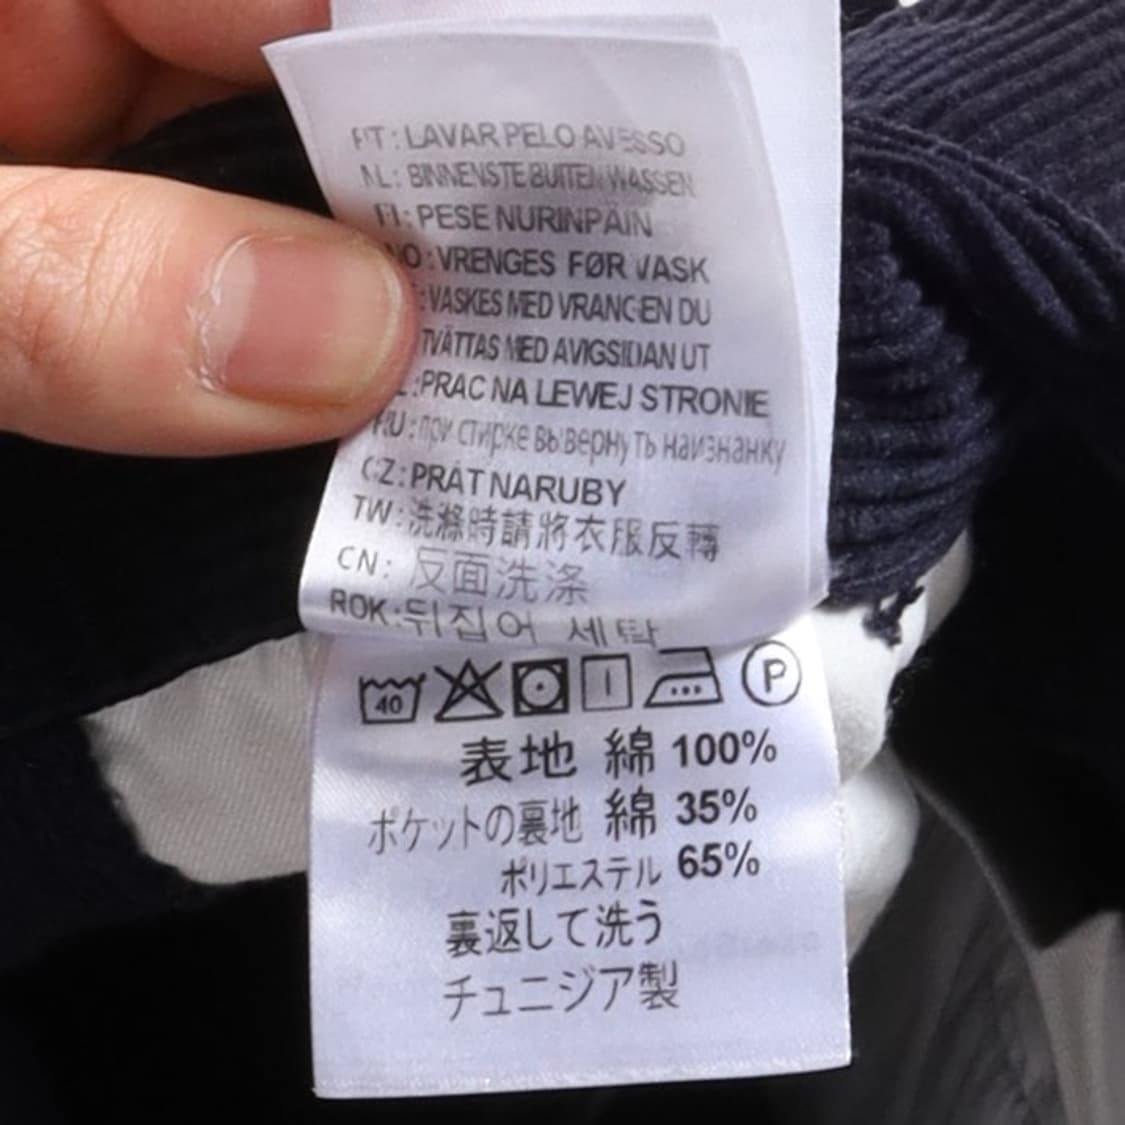 PT: LAVAR PELO AVESSO
NL: BINNENSTE BUITEN WASSEN
FI: PESE NURINPÄIN
NO: VRENGES FØR VASK
: VASKES MED VRANGEN DU
TVÄTTAS MED AVIGSIDAN UT
L: PRAC NA LEWEJ STRONIE
RU: при стирке вывернуть наизнанку
CZ: PRÁT NARUBY
TW: 洗滌時請將衣服反轉
CN: 反面洗涤
ROK: 뒤집어 세탁
40 P
表地 綿 100%
ポケットの裏地 綿 35%
ポリエステル 65%
裏返して洗う
チュニジア製